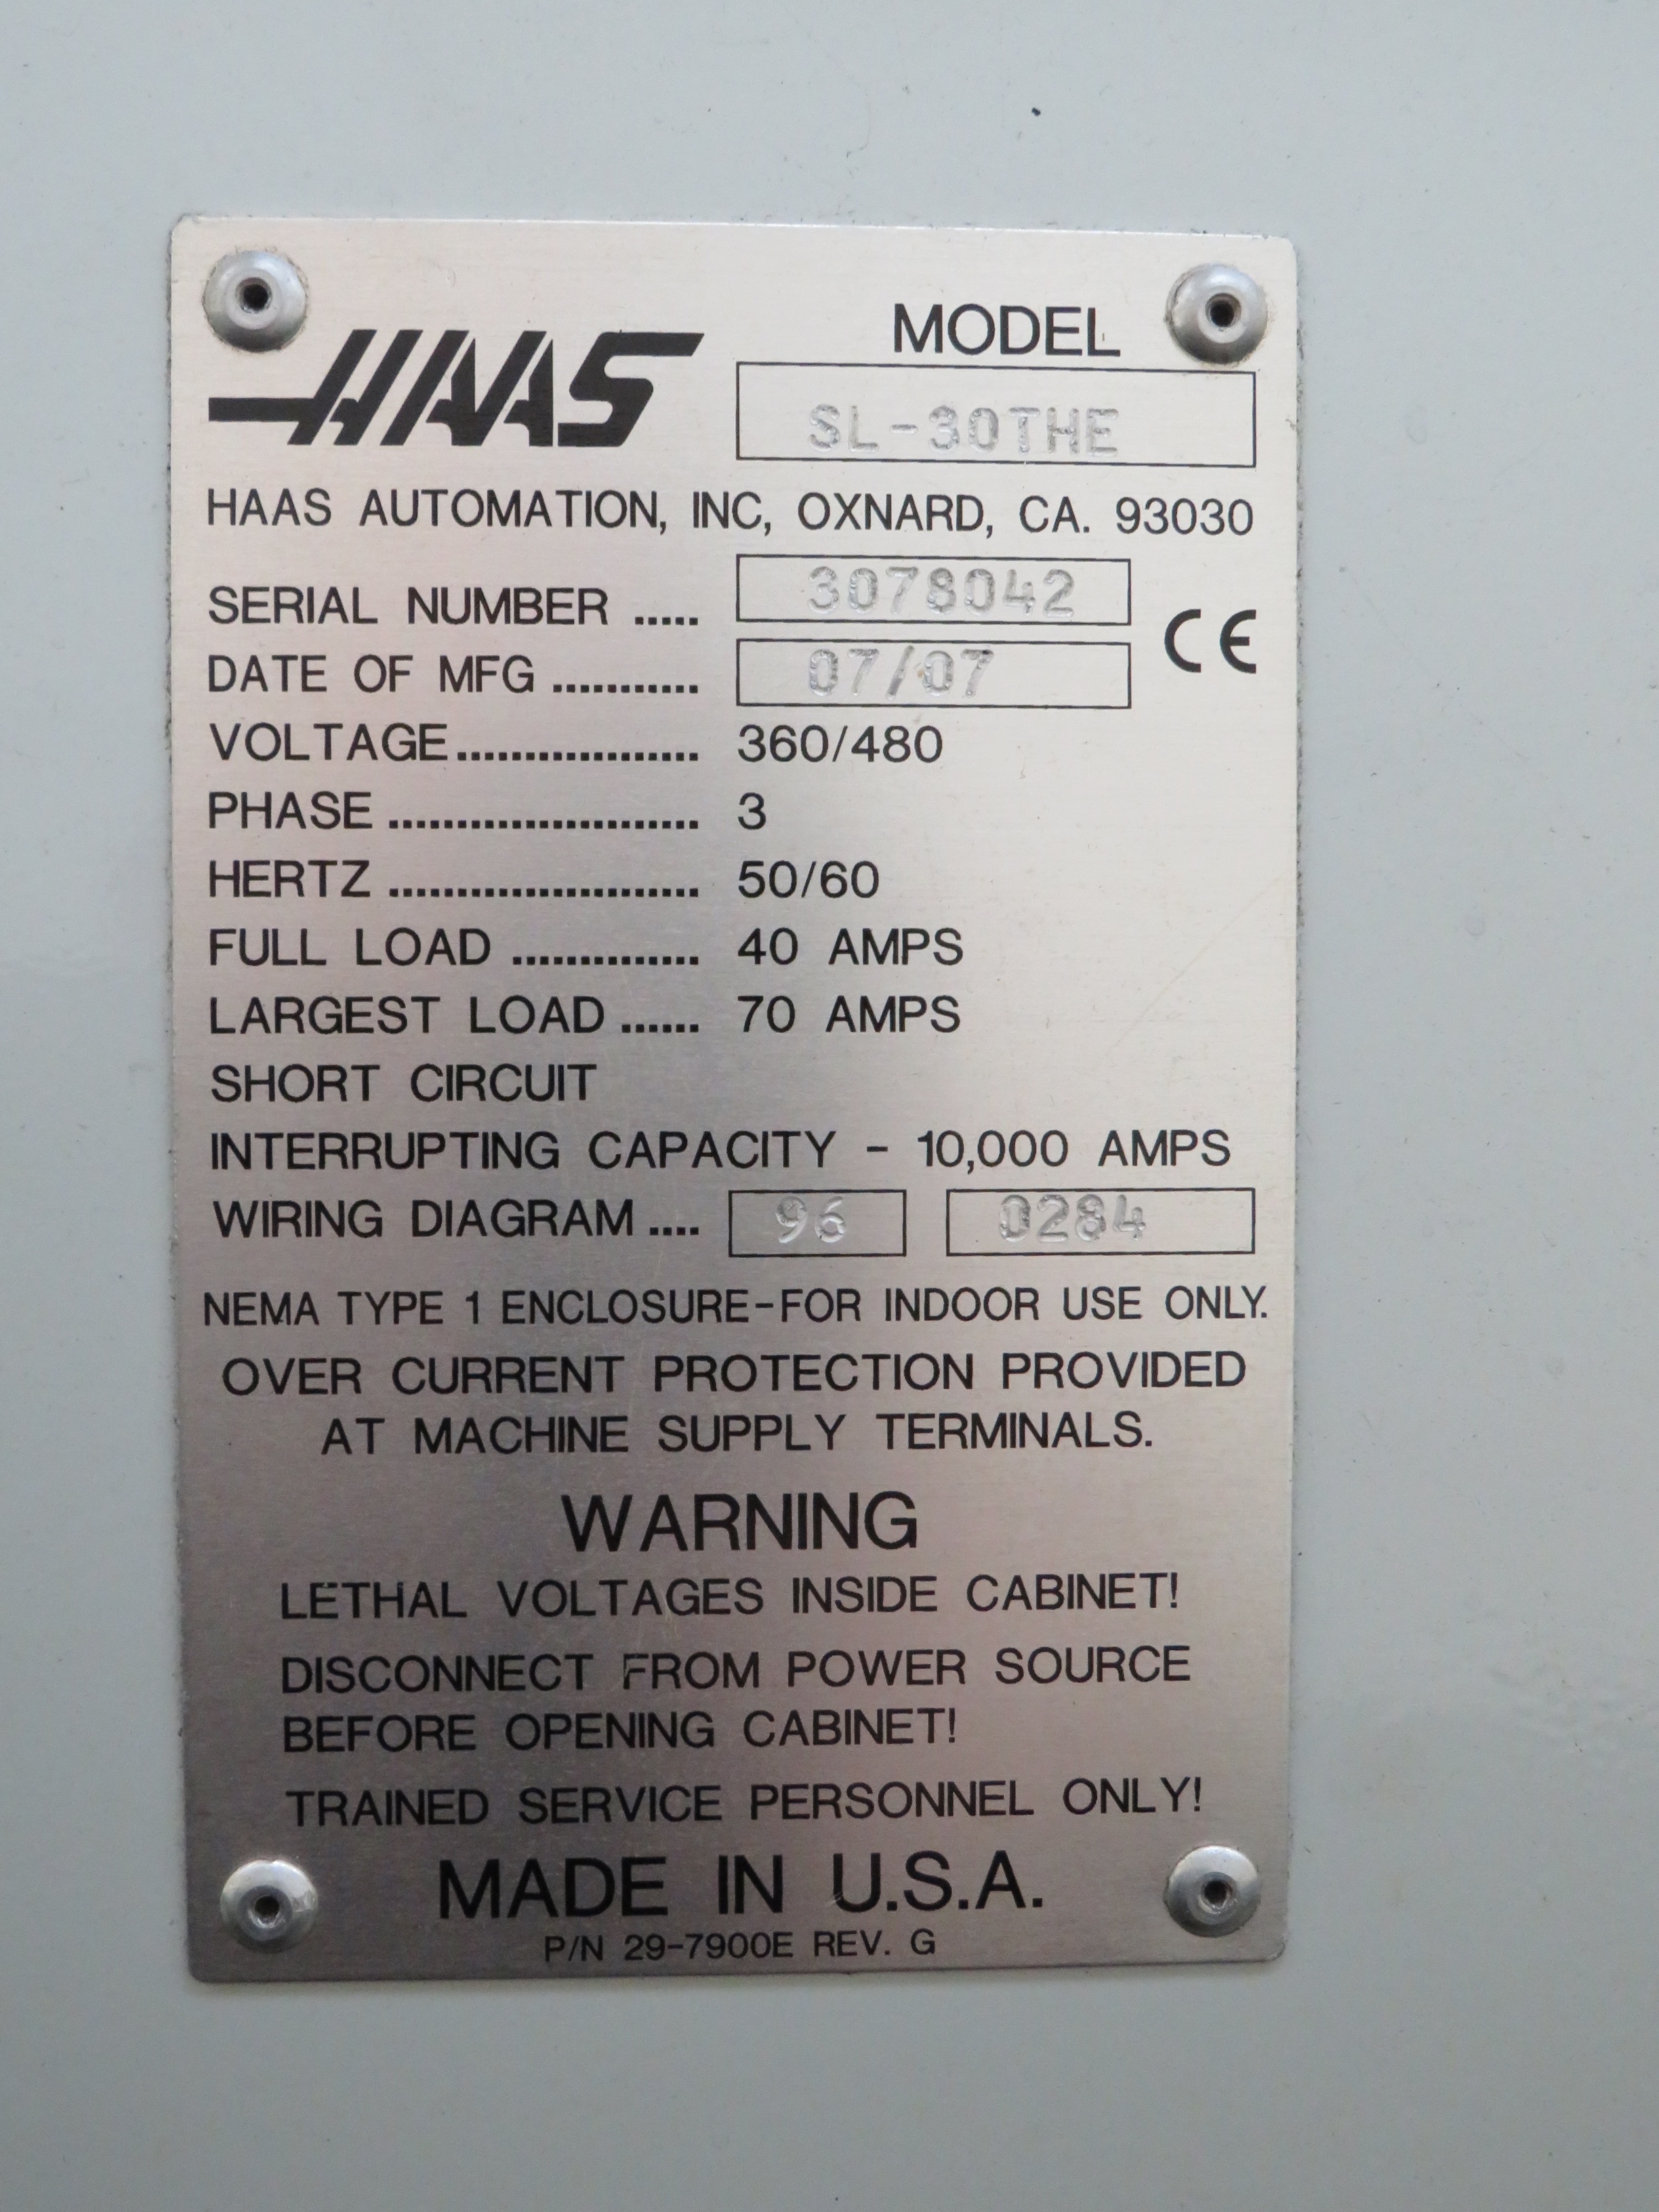 HAAS
MODEL
SL-30THE
HAAS AUTOMATION, INC, OXNARD, CA. 93030
SERIAL NUMBER ..... 3078042
CE
DATE OF MFG ........... 07/07
VOLTAGE.................. 360/480
PHASE ....................... 3
HERTZ ....................... 50/60
FULL LOAD .............. 40 AMPS
LARGEST LOAD ...... 70 AMPS
SHORT CIRCUIT
INTERRUPTING CAPACITY - 10,000 AMPS
WIRING DIAGRAM .... 96 0284
NEMA TYPE 1 ENCLOSURE-FOR INDOOR USE ONLY.
OVER CURRENT PROTECTION PROVIDED
AT MACHINE SUPPLY TERMINALS.
WARNING
LETHAL VOLTAGES INSIDE CABINET!
DISCONNECT FROM POWER SOURCE
BEFORE OPENING CABINET!
TRAINED SERVICE PERSONNEL ONLY!
MADE IN U.S.A.
P/N 29-7900E REV. G